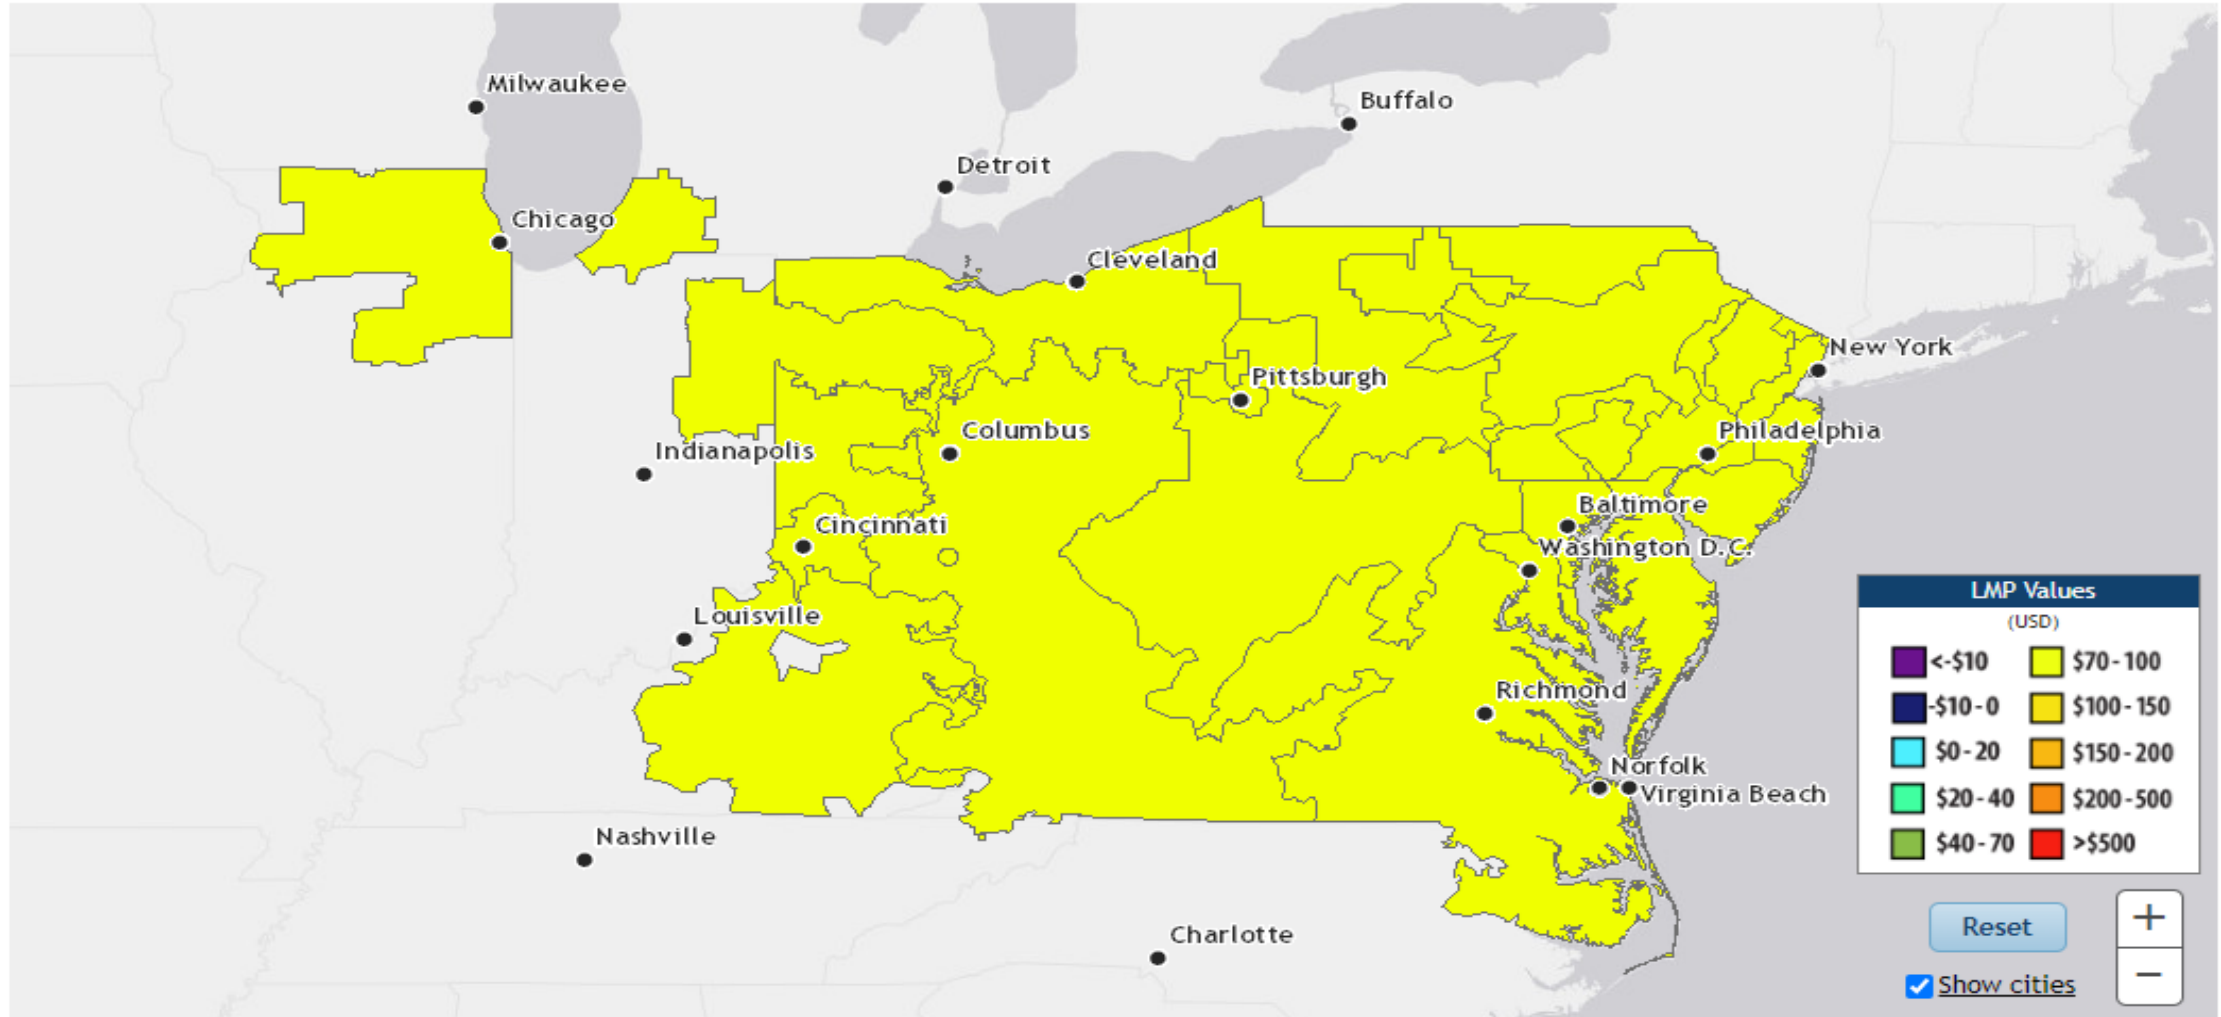 Milwaukee
Buffalo
Detroit
Chicago
Cleveland
New York
Pittsburgh
Columbus
Philadelphia
Indianapolis
Baltimore
Cincinnati
Washington D.C.
Louisville
Richmond
Norfolk
Virginia Beach
Nashville
Charlotte
LMP Values
(USD)
<-$10 $70-100
-$10-0 $100-150
$0-20 $150-200
$20-40 $200-500
$40-70 >$500
Reset
+
−
Show cities